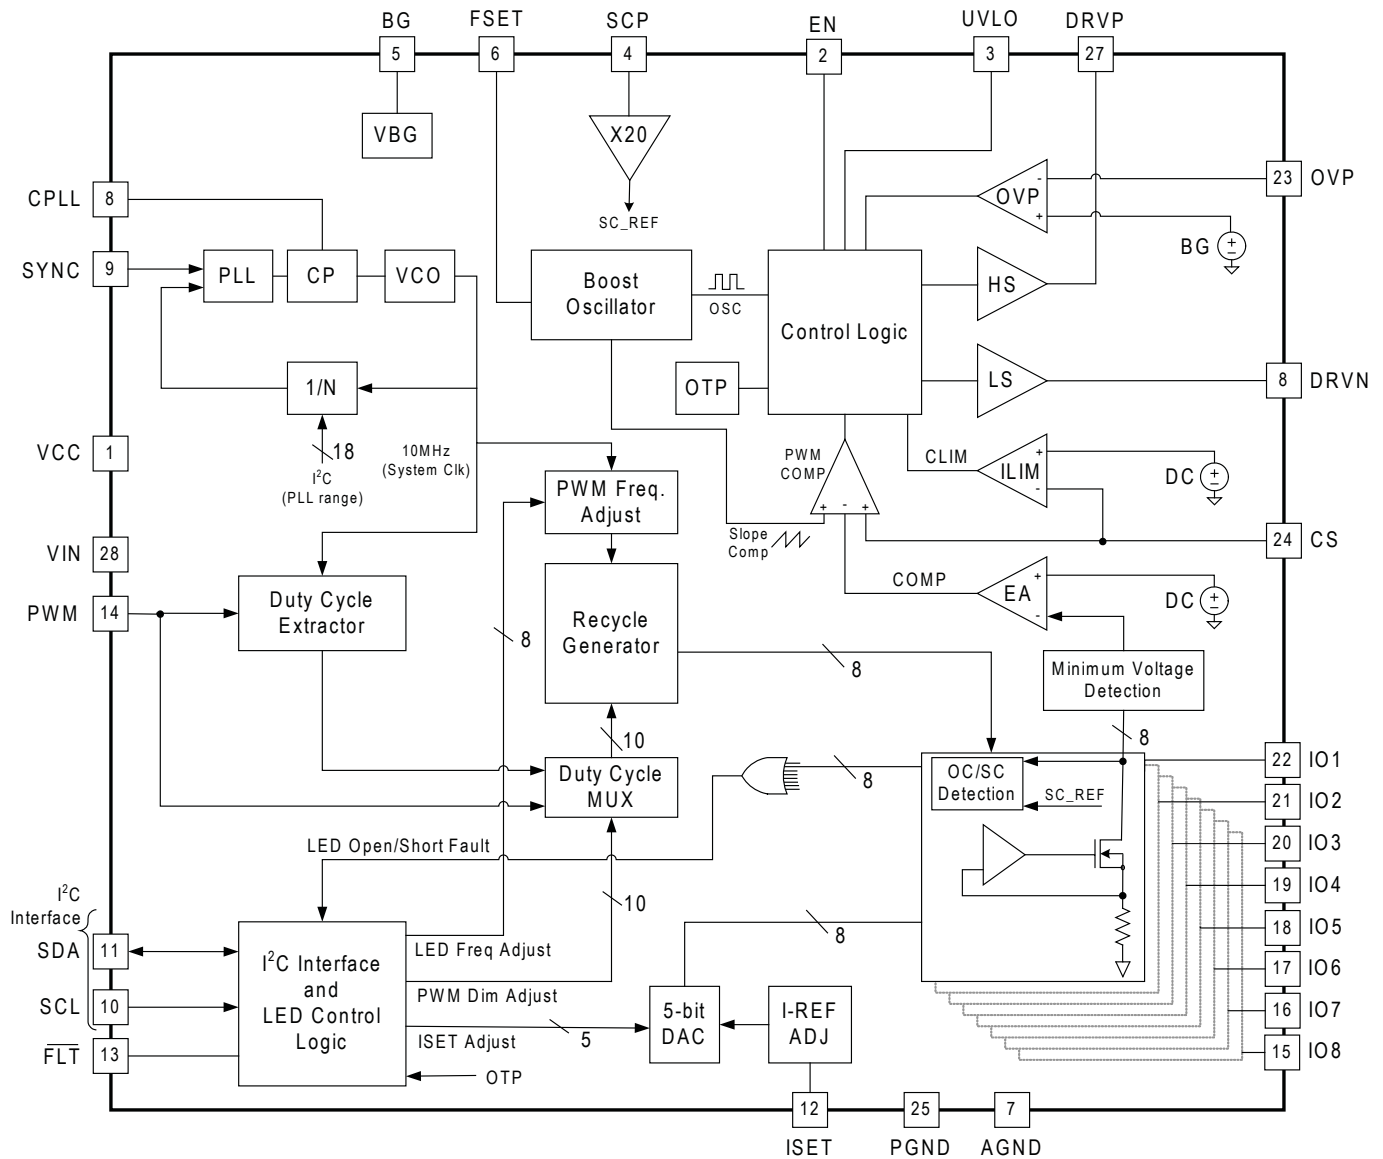 BG
FSET
SCP
EN
UVLO
DRVP
5
6
4
2
3
27
VBG
X20
SC_REF
CPLL
8
SYNC
9
PLL
CP
VCO
Boost
Oscillator
OSC
Control Logic
OVP
-
+
23
OVP
BG
HS
LS
8
DRVN
OTP
1/N
18
I²C
(PLL range)
10MHz
(System Clk)
VCC
1
PWM
COMP
+
-
+
CLIM
ILIM
+
-
DC
Slope
Comp
24
CS
PWM Freq.
Adjust
VIN
28
PWM
14
Duty Cycle
Extractor
Recycle
Generator
8
8
COMP
EA
+
-
DC
Minimum Voltage
Detection
8
10
Duty Cycle
MUX
8
OC/SC
Detection
SC_REF
22
IO1
21
IO2
20
IO3
19
IO4
18
IO5
17
IO6
16
IO7
15
IO8
LED Open/Short Fault
10
8
I²C
Interface
SDA
11
SCL
10
FLT
13
I²C Interface
and
LED Control
Logic
LED Freq Adjust
PWM Dim Adjust
ISET Adjust
5
OTP
5-bit
DAC
I-REF
ADJ
12
25
7
ISET
PGND
AGND